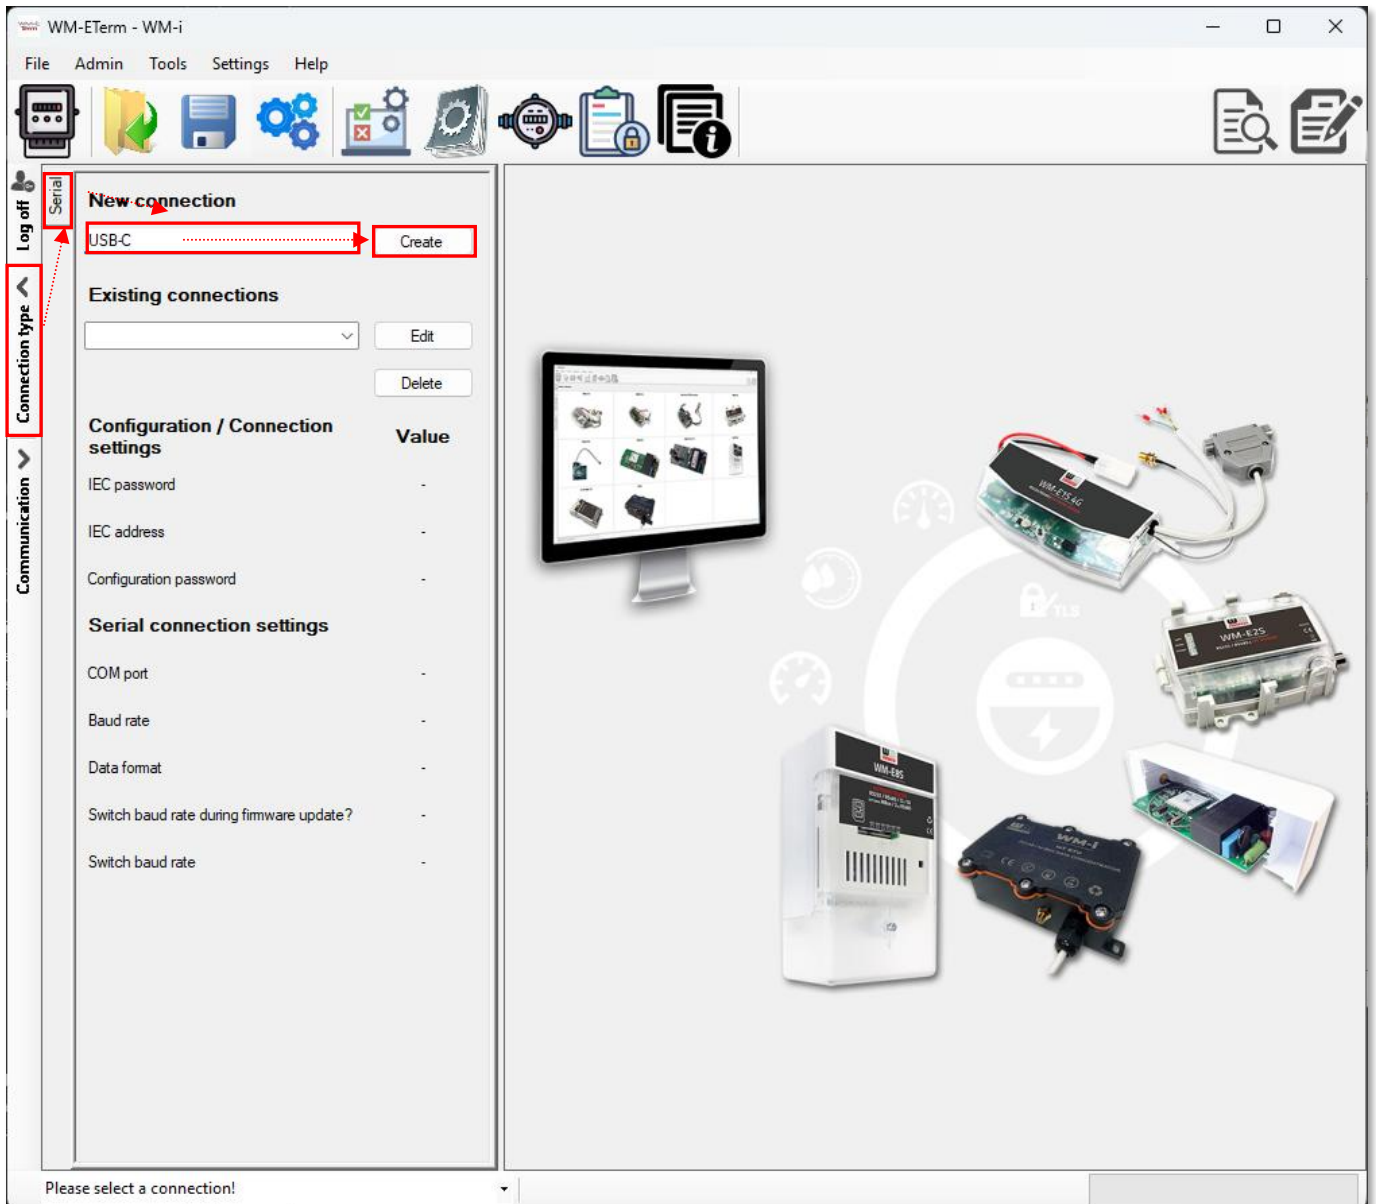 WM-ETerm - WM-i
File Admin Tools Settings Help
Log off
Connection type
Communication
Serial
New connection
USB-C
Create
Existing connections
Edit
Delete
Configuration / Connection settings
Value
IEC password -
IEC address -
Configuration password -
Serial connection settings
COM port -
Baud rate -
Data format -
Switch baud rate during firmware update? -
Switch baud rate -
WM-E1S 4G
TLS
WM-E2S
WM-E8S
WM-i
Please select a connection!